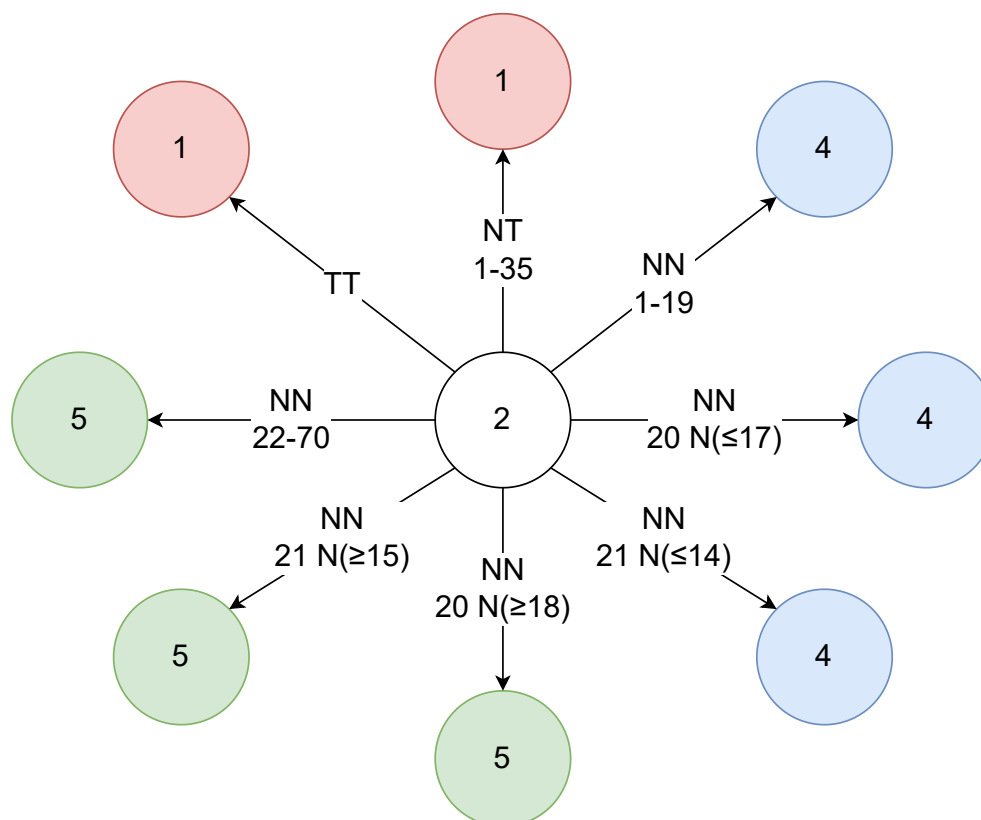 1
1
4
NT
1-35
NN
1-19
TT
5
NN
22-70
2
NN
20 N(≤17)
4
NN
21 N(≥15)
NN
20 N(≥18)
NN
21 N(≤14)
5
4
5